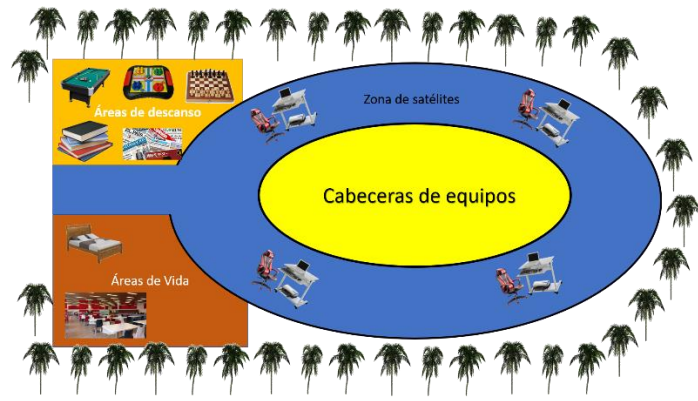 Áreas de descanso
Zona de satélites
Cabeceras de equipos
Áreas de Vida